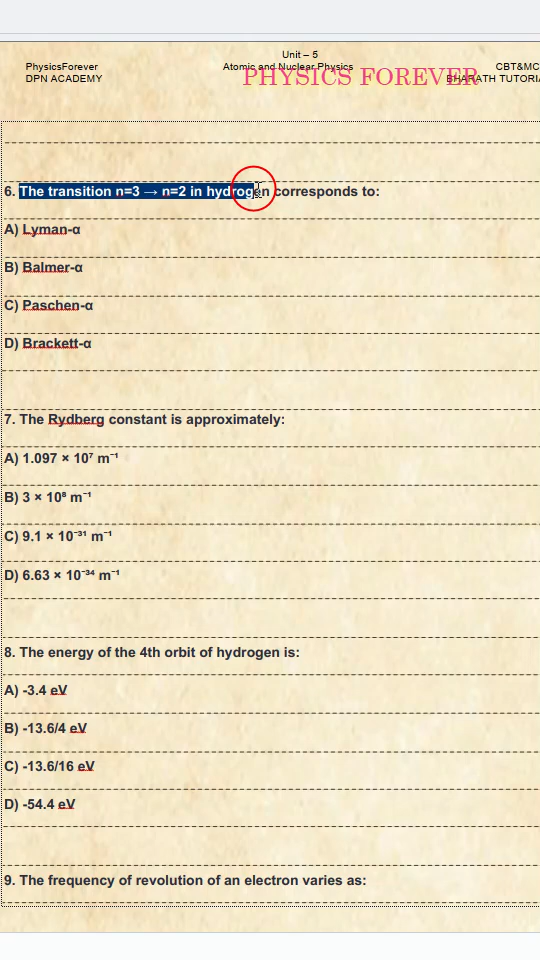 Unit – 5
PhysicsForever Atomic and Nuclear Physics CBT&MC
PHYSICS FOREVER
DPN ACADEMY BHARATH TUTORIA
6. The transition n=3 → n=2 in hydrogen corresponds to:
A) Lyman-α
B) Balmer-α
C) Paschen-α
D) Brackett-α
7. The Rydberg constant is approximately:
A) 1.097 × 10⁷ m⁻¹
B) 3 × 10⁸ m⁻¹
C) 9.1 × 10⁻³¹ m⁻¹
D) 6.63 × 10⁻³⁴ m⁻¹
8. The energy of the 4th orbit of hydrogen is:
A) -3.4 eV
B) -13.6/4 eV
C) -13.6/16 eV
D) -54.4 eV
9. The frequency of revolution of an electron varies as: